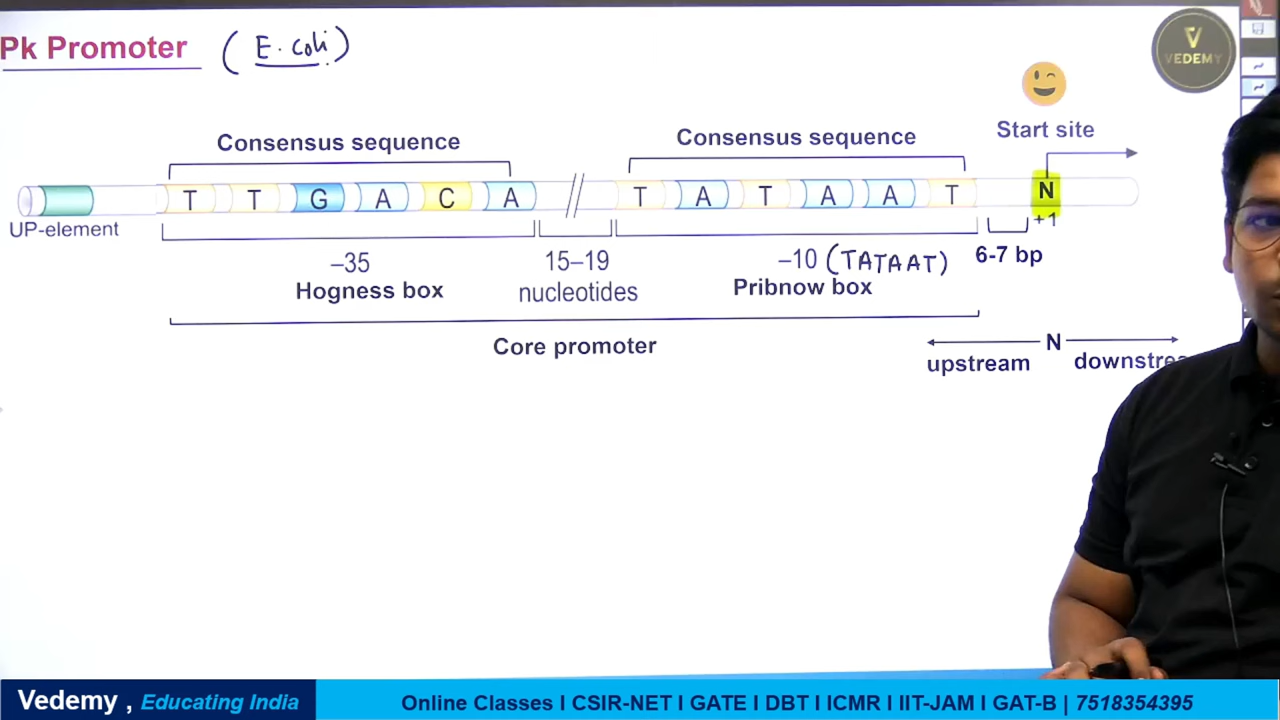 Pk Promoter (E. coli)
VEDEMY
Consensus sequence
Consensus sequence
Start site
T T G A C A T A T A A T N
+1
UP-element
–35
15–19
–10 (TATAAT)
6-7 bp
Hogness box
nucleotides
Pribnow box
Core promoter
N
upstream
downstre
Vedemy , Educating India
Online Classes I CSIR-NET I GATE I DBT I ICMR I IIT-JAM I GAT-B | 7518354395